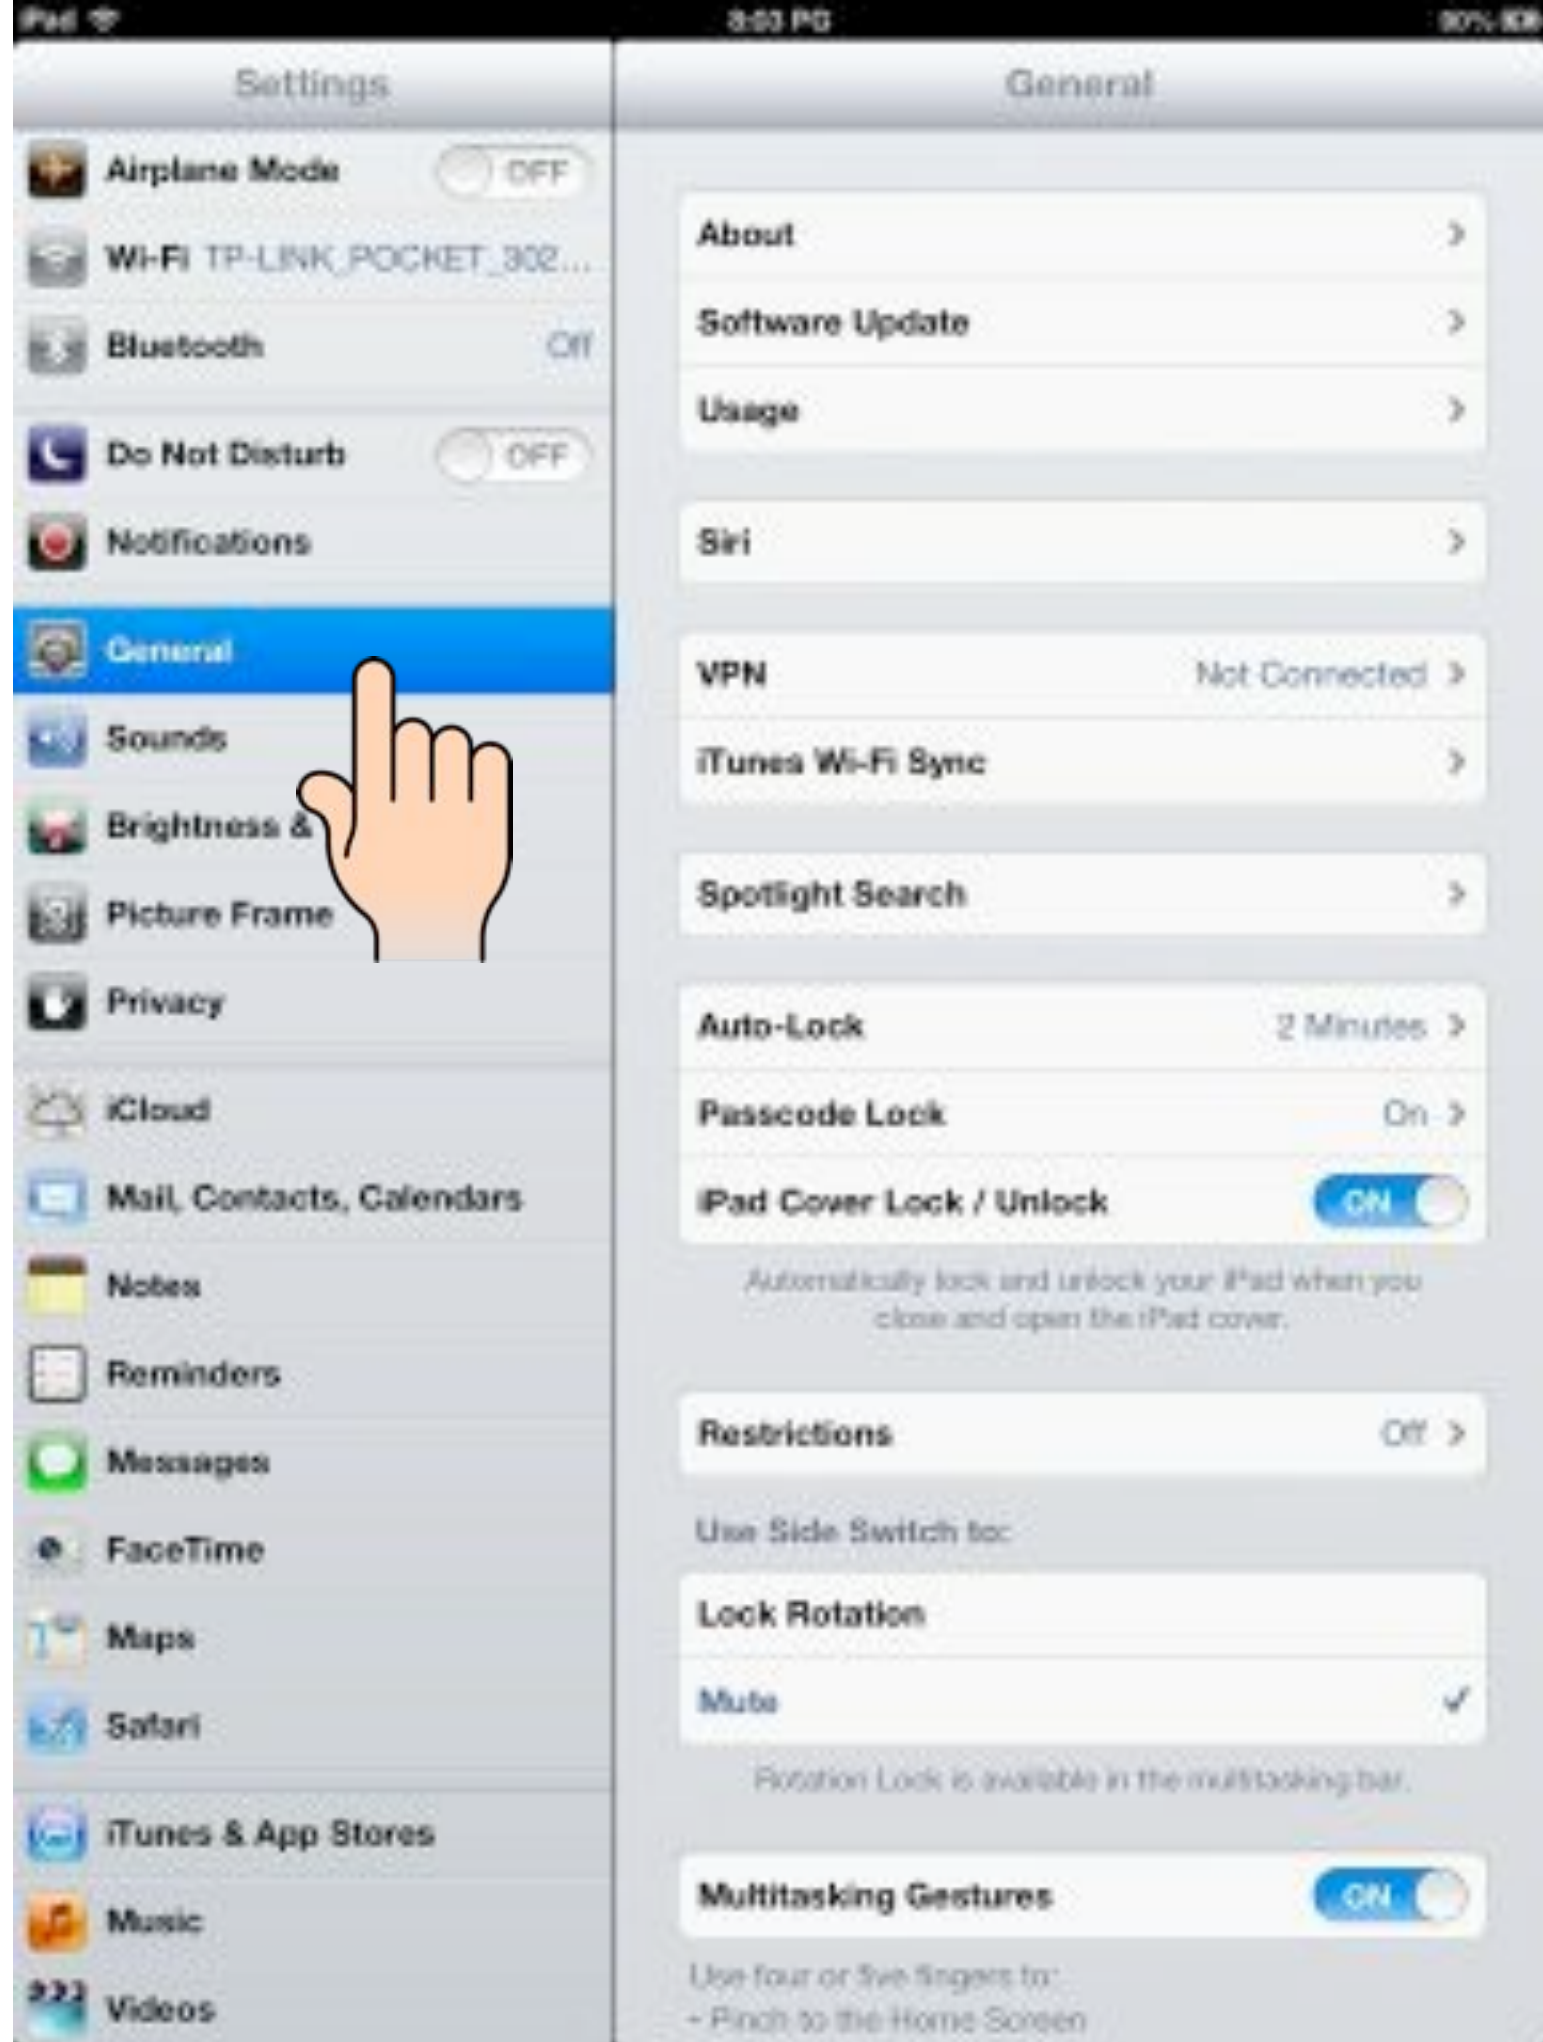 iPad
8:03 PG
90%
Settings
General
Airplane Mode OFF
Wi-Fi TP-LINK_POCKET_302...
Bluetooth Off
Do Not Disturb OFF
Notifications
General
Sounds
Brightness &
Picture Frame
Privacy
iCloud
Mail, Contacts, Calendars
Notes
Reminders
Messages
FaceTime
Maps
Safari
iTunes & App Stores
Music
Videos
About
Software Update
Usage
Siri
VPN Not Connected
iTunes Wi-Fi Sync
Spotlight Search
Auto-Lock 2 Minutes
Passcode Lock On
iPad Cover Lock / Unlock ON
Automatically lock and unlock your iPad when you
close and open the iPad cover.
Restrictions Off
Use Side Switch to:
Lock Rotation
Mute
Rotation Lock is available in the multitasking bar.
Multitasking Gestures ON
Use four or five fingers to:
- Pinch to the Home Screen